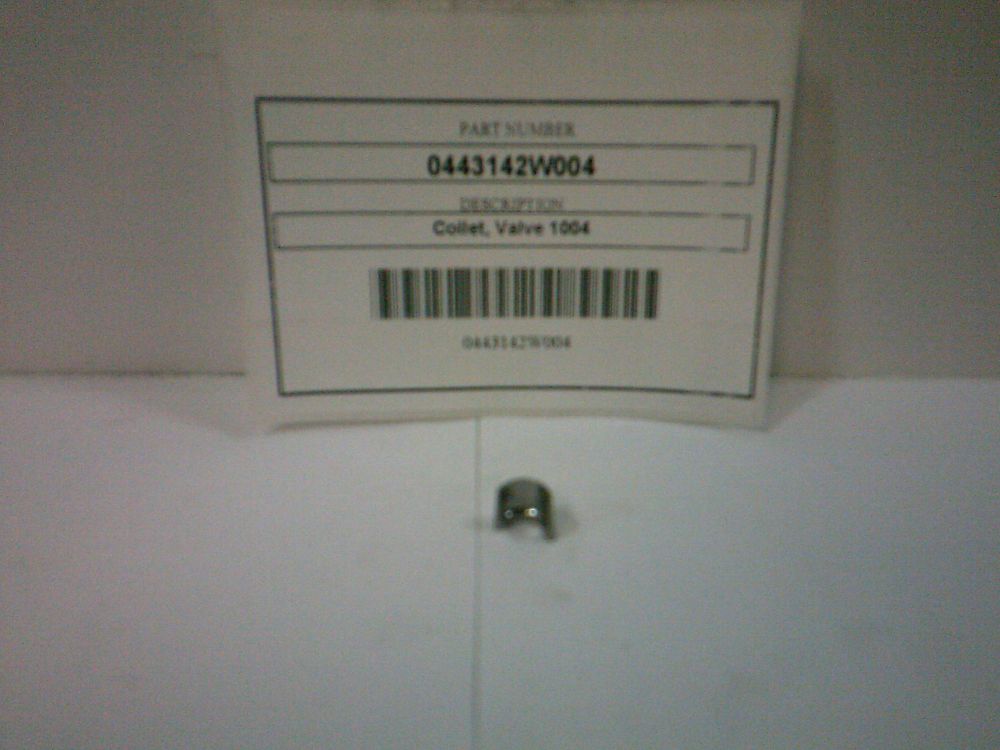 PART NUMBER
0443142W004
DESCRIPTION
Collet, Valve 1004
0443142W004